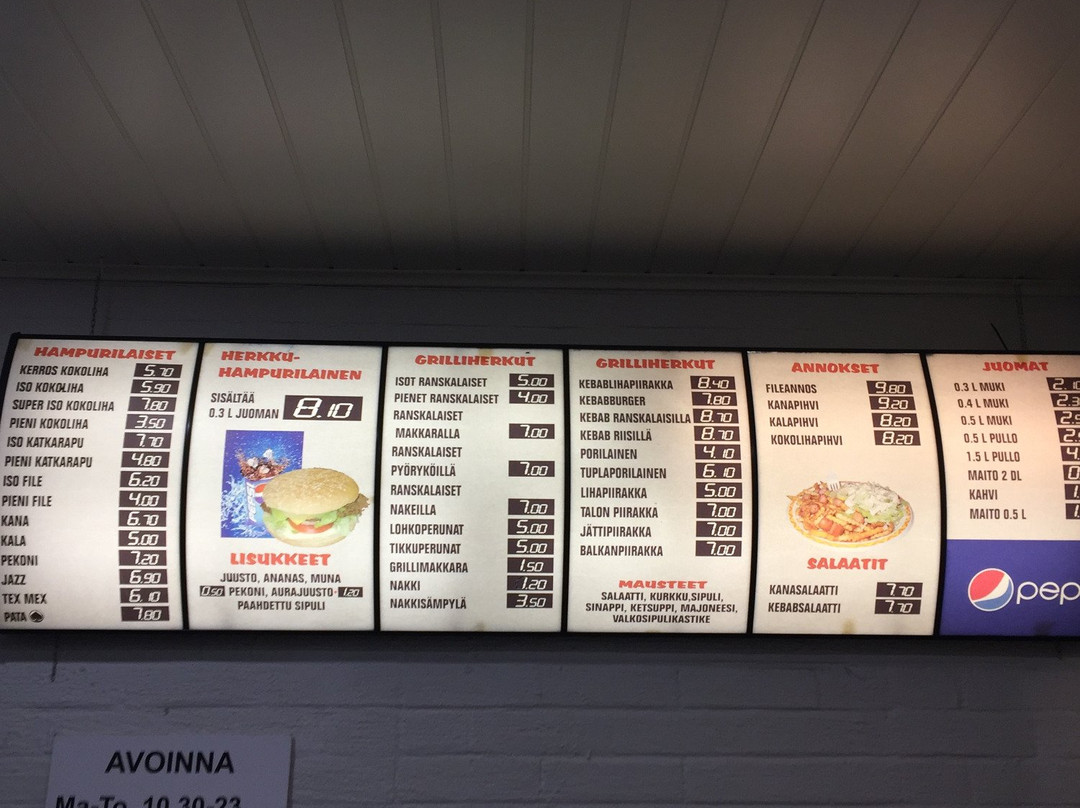 HAMPURILAISET
KERROS KOKOLIHA 5.70
ISO KOKOLIHA 5.90
SUPER ISO KOKOLIHA 7.80
PIENI KOKOLIHA 3.50
ISO KATKARAPU 7.70
PIENI KATKARAPU 4.80
ISO FILE 6.20
PIENI FILE 4.00
KANA 6.70
KALA 5.00
PEKONI 7.20
JAZZ 6.90
TEX MEX 6.10
PATA 7.80
HERKKU-
HAMPURILAINEN
SISÄLTÄÄ
0.3 L JUOMAN 8.10
LISUKKEET
JUUSTO, ANANAS, MUNA
0.50 PEKONI, AURAJUUSTO 1.20
PAAHDETTU SIPULI
GRILLIHERKUT
ISOT RANSKALAISET 5.00
PIENET RANSKALAISET 4.00
RANSKALAISET
MAKKARALLA 7.00
RANSKALAISET
PYÖRYKÖILLÄ 7.00
RANSKALAISET
NAKEILLA 7.00
LOHKOPERUNAT 5.00
TIKKUPERUNAT 5.00
GRILLIMAKKARA 1.50
NAKKI 1.20
NAKKISÄMPYLÄ 3.50
GRILLIHERKUT
KEBABLIHAPIIRAKKA 8.40
KEBABBURGER 7.80
KEBAB RANSKALAISILLA 8.70
KEBAB RIISILLÄ 8.70
PORILAINEN 4.10
TUPLAPORILAINEN 6.10
LIHAPIIRAKKA 5.00
TALON PIIRAKKA 7.00
JÄTTIPIIRAKKA 7.00
BALKANPIIRAKKA 7.00
MAUSTEET
SALAATTI, KURKKU,SIPULI,
SINAPPI, KETSUPPI, MAJONEESI,
VALKOSIPULIKASTIKE
ANNOKSET
FILEANNOS 9.80
KANAPIHVI 9.20
KALAPIHVI 8.20
KOKOLIHAPIHVI 8.20
SALAATIT
KANASALAATTI 7.70
KEBABSALAATTI 7.70
JUOMAT
0.3 L MUKI
0.4 L MUKI
0.5 L MUKI
0.5 L PULLO
1.5 L PULLO
MAITO 2 DL
KAHVI
MAITO 0.5 L
pep
AVOINNA
Ma-To 10.30-23